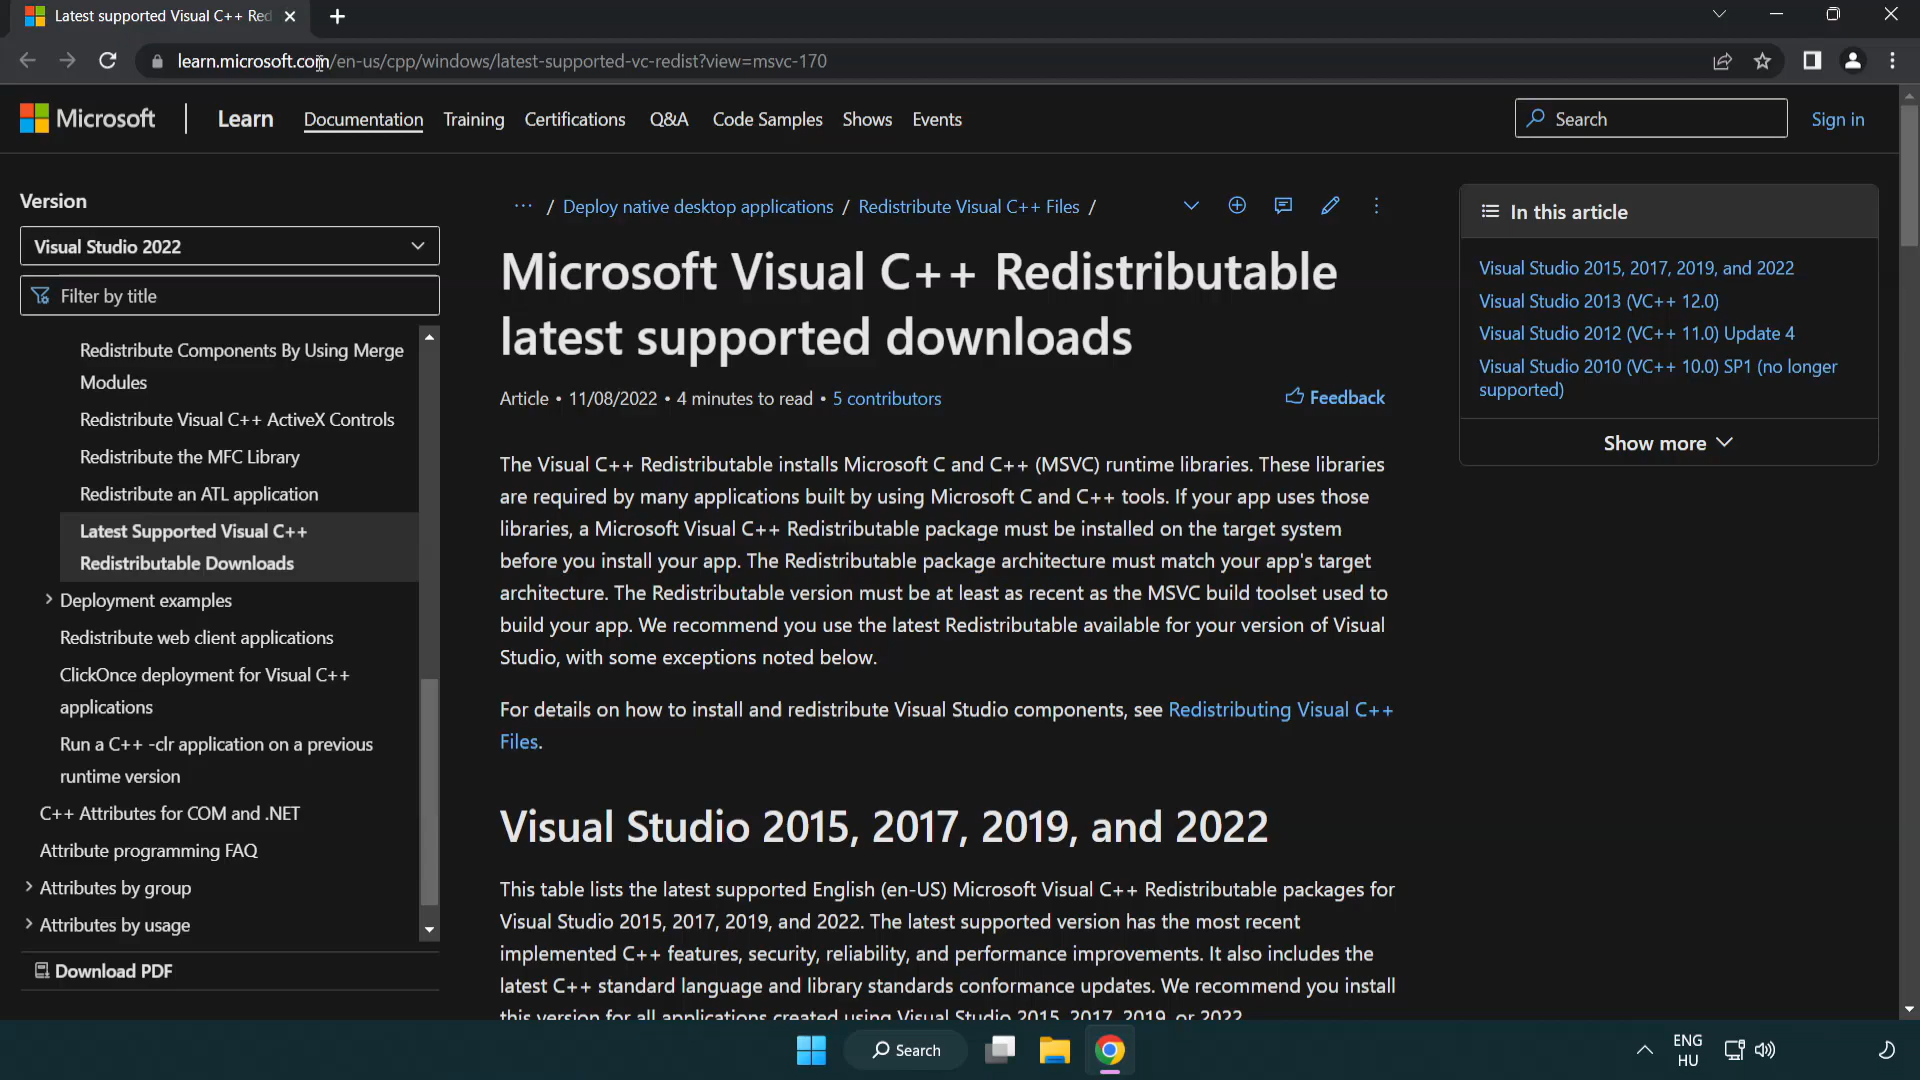 Latest supported Visual C++ Red
learn.microsoft.com/en-us/cpp/windows/latest-supported-vc-redist?view=msvc-170
Microsoft
Learn
Documentation
Training
Certifications
Q&A
Code Samples
Shows
Events
Search
Sign in
Version
Visual Studio 2022
Filter by title
Redistribute Components By Using Merge
Modules
Redistribute Visual C++ ActiveX Controls
Redistribute the MFC Library
Redistribute an ATL application
Latest Supported Visual C++
Redistributable Downloads
Deployment examples
Redistribute web client applications
ClickOnce deployment for Visual C++
applications
Run a C++ -clr application on a previous
runtime version
C++ Attributes for COM and .NET
Attribute programming FAQ
Attributes by group
Attributes by usage
Download PDF
··· / Deploy native desktop applications / Redistribute Visual C++ Files /
Microsoft Visual C++ Redistributable
latest supported downloads
Article • 11/08/2022 • 4 minutes to read • 5 contributors
Feedback
The Visual C++ Redistributable installs Microsoft C and C++ (MSVC) runtime libraries. These libraries
are required by many applications built by using Microsoft C and C++ tools. If your app uses those
libraries, a Microsoft Visual C++ Redistributable package must be installed on the target system
before you install your app. The Redistributable package architecture must match your app's target
architecture. The Redistributable version must be at least as recent as the MSVC build toolset used to
build your app. We recommend you use the latest Redistributable available for your version of Visual
Studio, with some exceptions noted below.
For details on how to install and redistribute Visual Studio components, see Redistributing Visual C++
Files.
Visual Studio 2015, 2017, 2019, and 2022
This table lists the latest supported English (en-US) Microsoft Visual C++ Redistributable packages for
Visual Studio 2015, 2017, 2019, and 2022. The latest supported version has the most recent
implemented C++ features, security, reliability, and performance improvements. It also includes the
latest C++ standard language and library standards conformance updates. We recommend you install
this version for all applications created using Visual Studio 2015, 2017, 2019, or 2022.
In this article
Visual Studio 2015, 2017, 2019, and 2022
Visual Studio 2013 (VC++ 12.0)
Visual Studio 2012 (VC++ 11.0) Update 4
Visual Studio 2010 (VC++ 10.0) SP1 (no longer
supported)
Show more
Search
ENG
HU